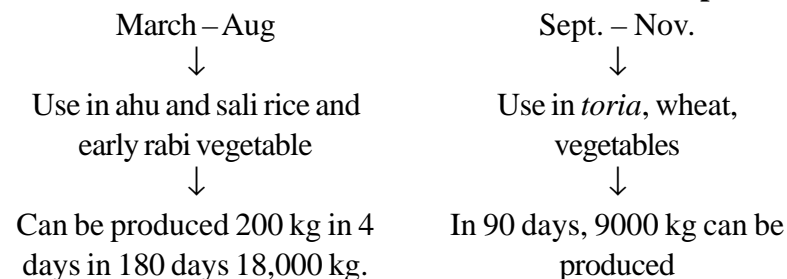 March – Aug
↓
Use in ahu and sali rice and
early rabi vegetable
↓
Can be produced 200 kg in 4
days in 180 days 18,000 kg.
Sept. – Nov.
↓
Use in toria, wheat,
vegetables
↓
In 90 days, 9000 kg can be
produced